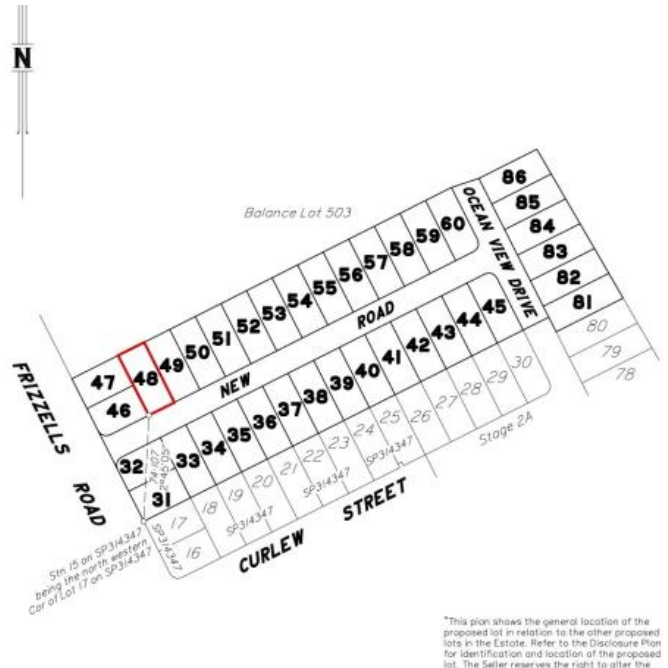 N
Balance Lot 503
86
85
84
83
82
81
80
79
78
OCEAN VIEW DRIVE
60
59
58
57
56
55
54
53
52
51
50
49
48
47
46
NEW ROAD
45
44
43
42
41
40
39
38
37
36
35
34
33
32
31
30
29
28
27
26
25
24
23
22
21
20
19
18
17
16
SP314347
SP314347
SP314347
SP314347
Stage 2A
FRIZZELLS ROAD
CURLEW STREET
74·107
Stn 15 on SP314347
being the north western
Cor of Lot 17 on SP314347
"This plan shows the general location of the
proposed lot in relation to the other proposed
lots in the Estate. Refer to the Disclosure Plan
for identification and location of the proposed
lot. The Seller reserves the right to alter the